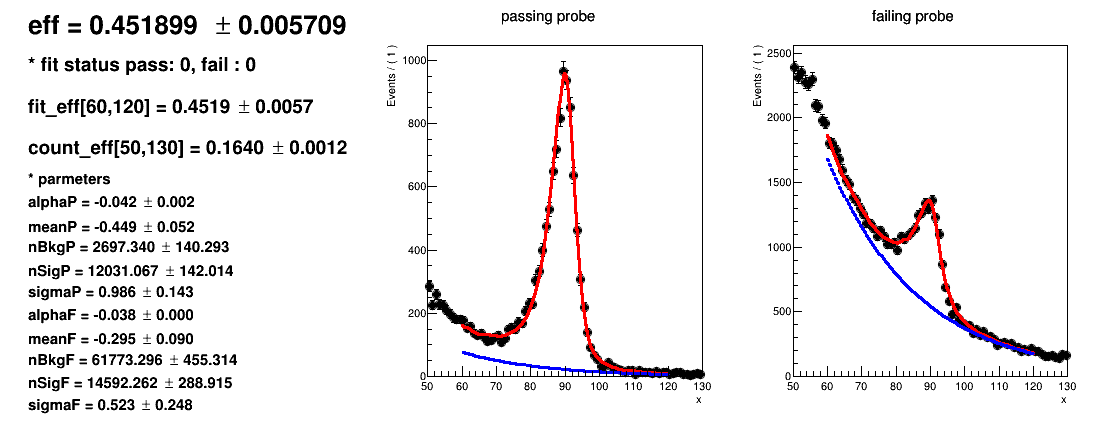 eff = 0.451899 ± 0.005709
* fit status pass: 0, fail : 0
fit_eff[60,120] = 0.4519 ± 0.0057
count_eff[50,130] = 0.1640 ± 0.0012
* parmeters
alphaP = -0.042 ± 0.002
meanP = -0.449 ± 0.052
nBkgP = 2697.340 ± 140.293
nSigP = 12031.067 ± 142.014
sigmaP = 0.986 ± 0.143
alphaF = -0.038 ± 0.000
meanF = -0.295 ± 0.090
nBkgF = 61773.296 ± 455.314
nSigF = 14592.262 ± 288.915
sigmaF = 0.523 ± 0.248
passing probe
Events / ( 1 )
1000
800
600
400
200
0
50 60 70 80 90 100 110 120 130
x
failing probe
Events / ( 1 )
2500
2000
1500
1000
500
0
50 60 70 80 90 100 110 120 130
x